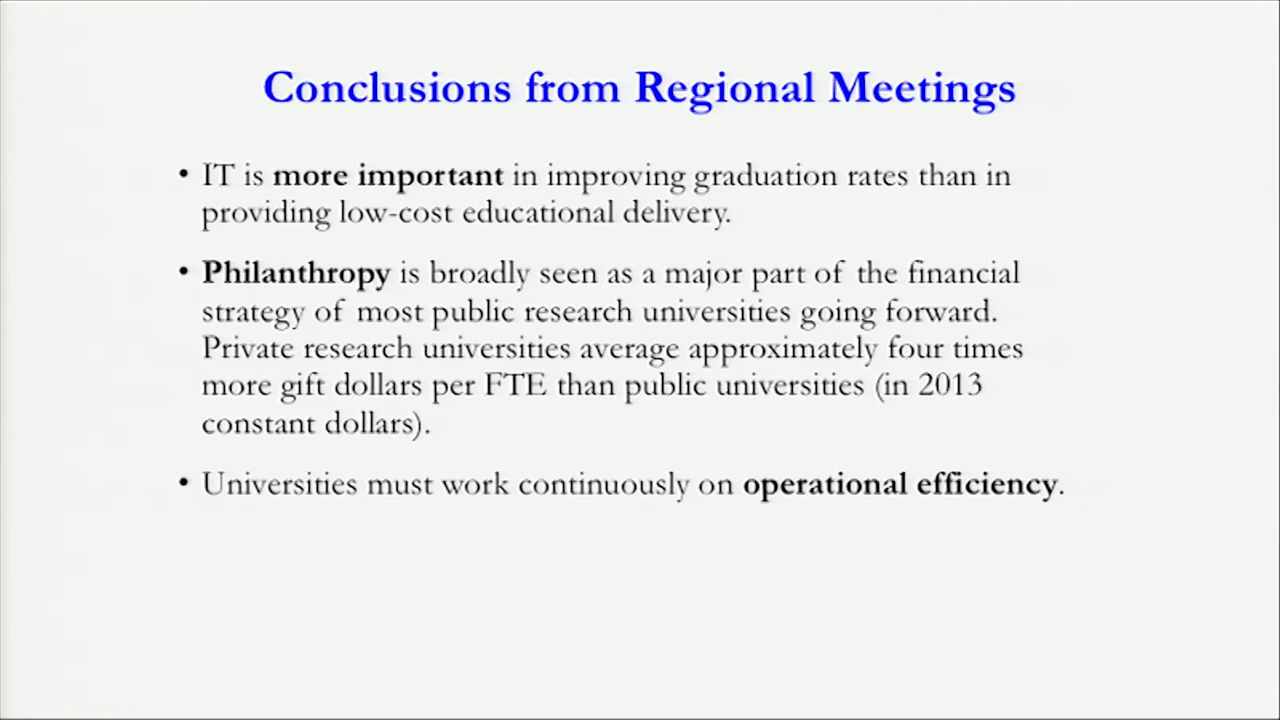 Conclusions from Regional Meetings
• IT is more important in improving graduation rates than in
providing low-cost educational delivery.
• Philanthropy is broadly seen as a major part of the financial
strategy of most public research universities going forward.
Private research universities average approximately four times
more gift dollars per FTE than public universities (in 2013
constant dollars).
• Universities must work continuously on operational efficiency.